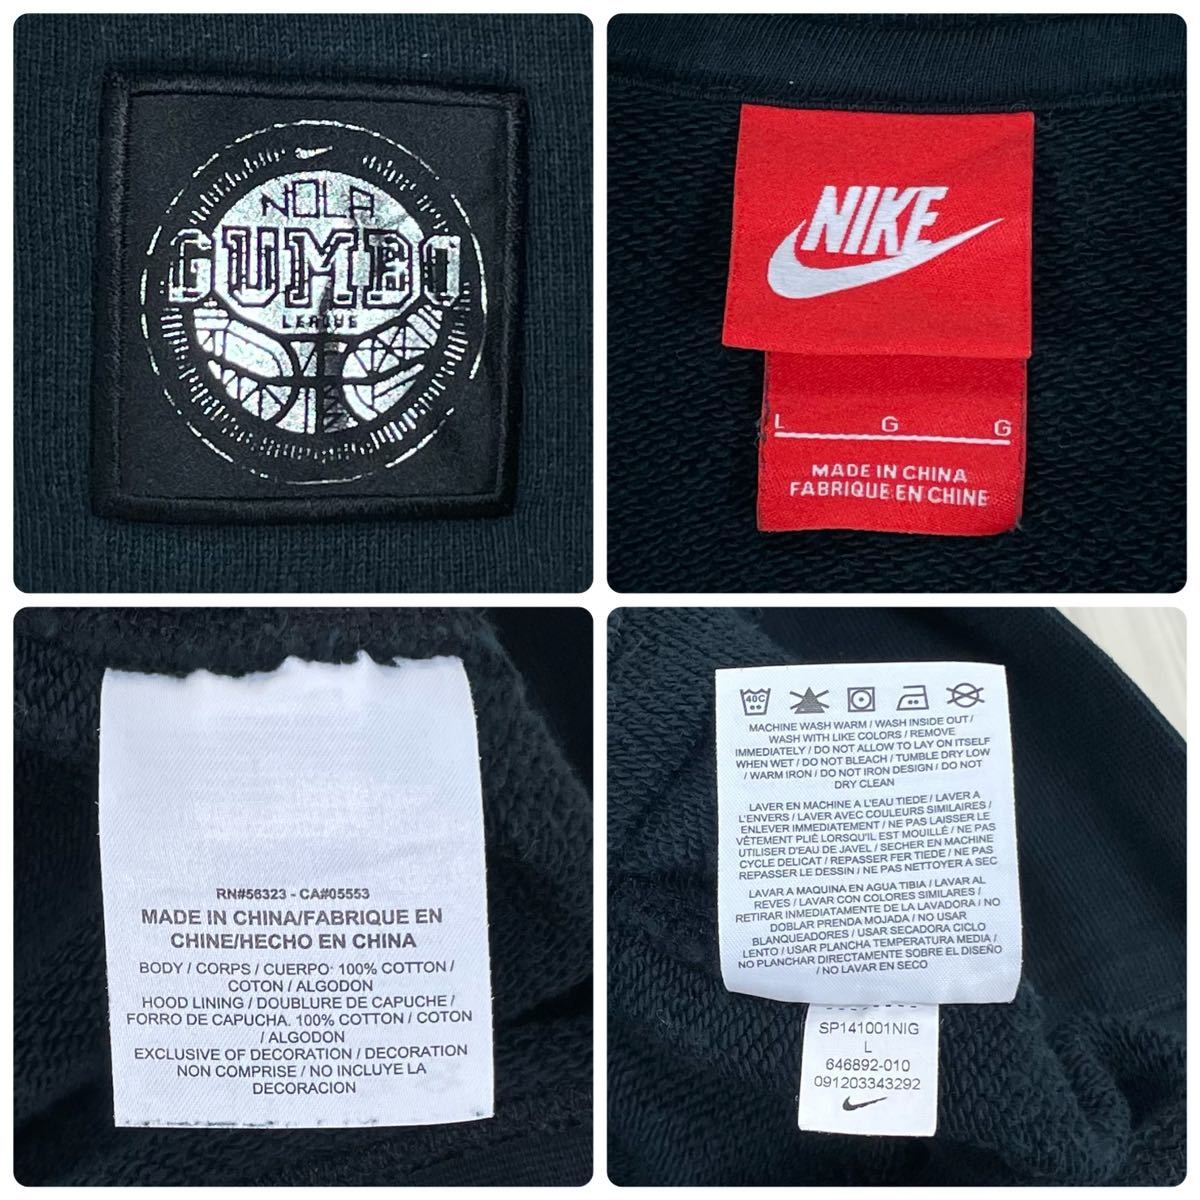 NOLA
GUMBO
LEAGUE
NIKE
L G G
MADE IN CHINA
FABRIQUE EN CHINE
RN#56323 - CA#05553
MADE IN CHINA/FABRIQUE EN
CHINE/HECHO EN CHINA
BODY / CORPS / CUERPO: 100% COTTON /
COTON / ALGODON
HOOD LINING / DOUBLURE DE CAPUCHE /
FORRO DE CAPUCHA. 100% COTTON / COTON
/ ALGODON
EXCLUSIVE OF DECORATION / DECORATION
NON COMPRISE / NO INCLUYE LA
DECORACION
40C
MACHINE WASH WARM / WASH INSIDE OUT /
WASH WITH LIKE COLORS / REMOVE
IMMEDIATELY / DO NOT ALLOW TO LAY ON ITSELF
WHEN WET / DO NOT BLEACH / TUMBLE DRY LOW
/ WARM IRON / DO NOT IRON DESIGN / DO NOT
DRY CLEAN
LAVER EN MACHINE A L'EAU TIEDE / LAVER A
L'ENVERS / LAVER AVEC COULEURS SIMILAIRES /
ENLEVER IMMEDIATEMENT / NE PAS LAISSER LE
VÊTEMENT PLIÉ LORSQU'IL EST MOUILLÉ / NE PAS
UTILISER D'EAU DE JAVEL / SECHER EN MACHINE
CYCLE DELICAT / REPASSER FER TIEDE / NE PAS
REPASSER LE DESSIN / NE PAS NETTOYER A SEC
LAVAR A MAQUINA EN AGUA TIBIA / LAVAR AL
REVES / LAVAR CON COLORES SIMILARES /
RETIRAR INMEDIATAMENTE DE LA LAVADORA / NO
DOBLAR PRENDA MOJADA / NO USAR
BLANQUEADORES / USAR SECADORA CICLO
LENTO / USAR PLANCHA TEMPERATURA MEDIA /
NO PLANCHAR DIRECTAMENTE SOBRE EL DISEÑO
/ NO LAVAR EN SECO
SP141001NIG
L
646892-010
091203343292